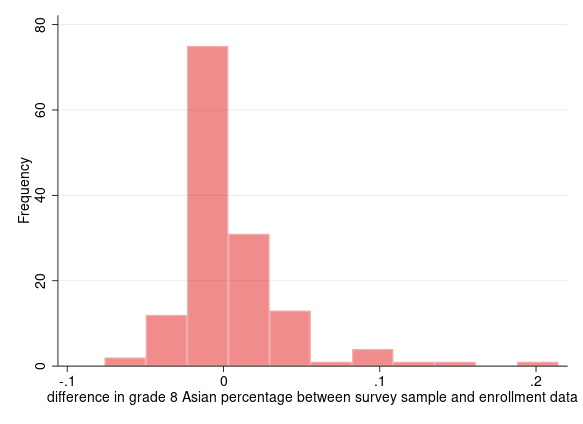 80
60
40
20
0
Frequency
-.1 0 .1 .2
difference in grade 8 Asian percentage between survey sample and enrollment data